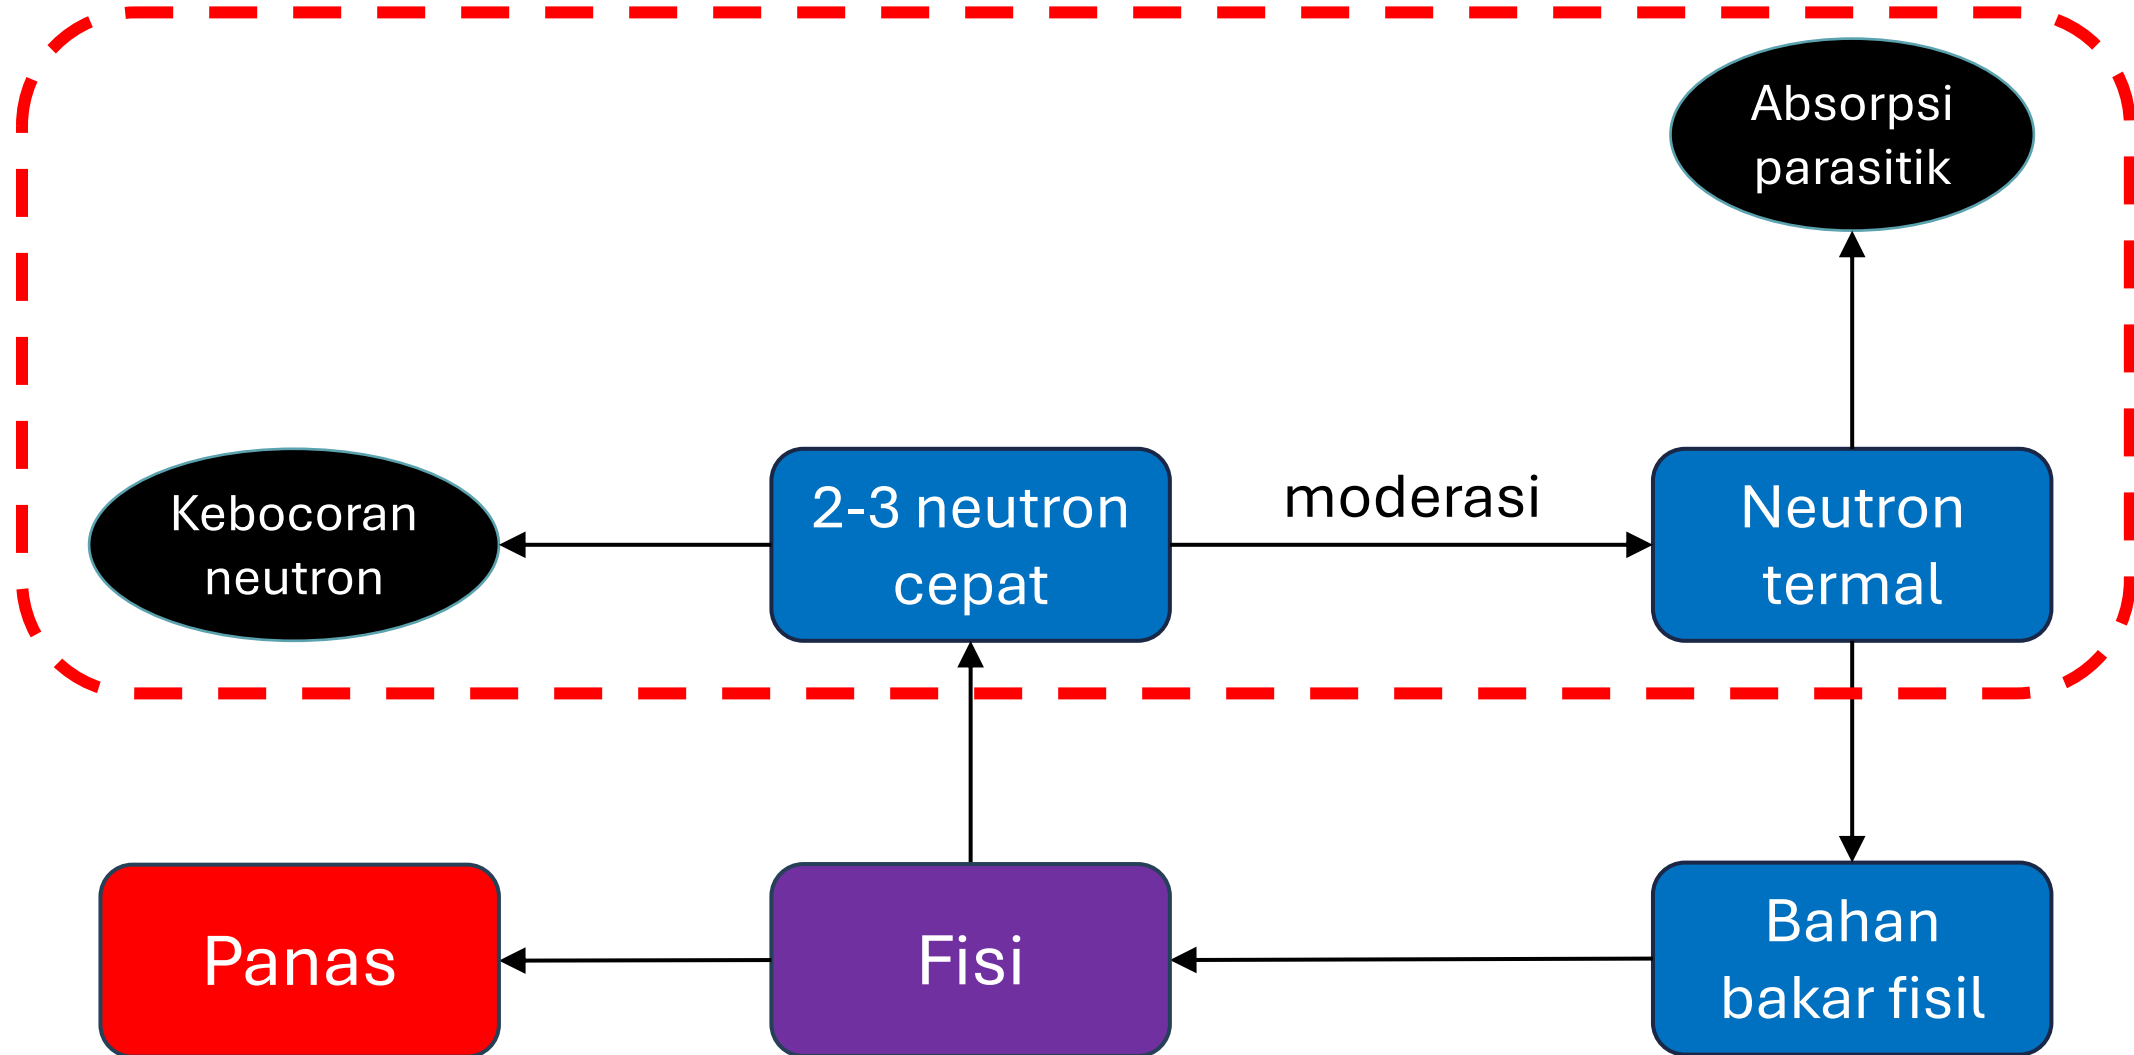 Absorpsi
parasitik
Kebocoran
neutron
2-3 neutron
cepat
moderasi
Neutron
termal
Panas
Fisi
Bahan
bakar fisil